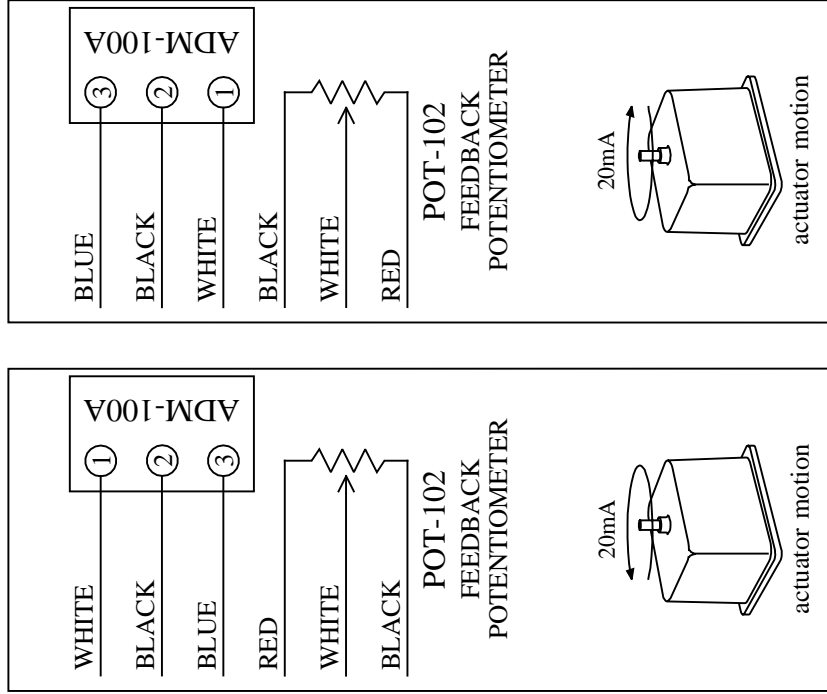 WHITE
1
BLACK
2
ADM-100A
BLUE
3
RED
WHITE
BLACK
POT-102
FEEDBACK
POTENTIOMETER
20mA
actuator motion
BLUE
3
BLACK
2
ADM-100A
WHITE
1
BLACK
WHITE
RED
POT-102
FEEDBACK
POTENTIOMETER
20mA
actuator motion